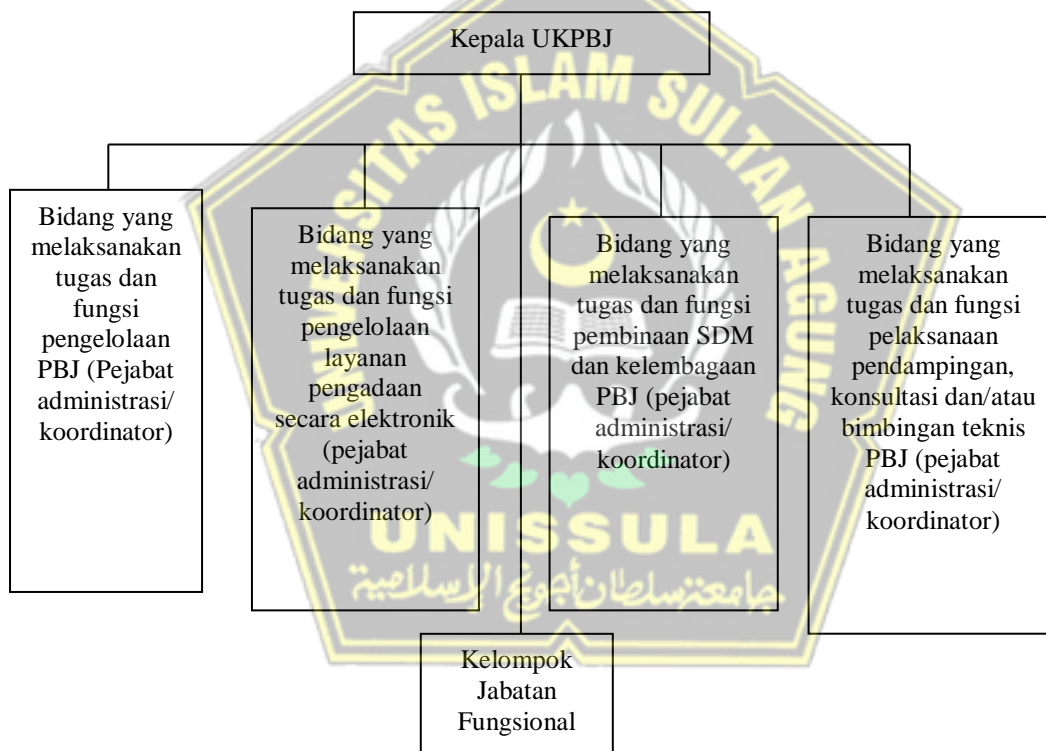 Kepala UKPBJ
Bidang yang
melaksanakan
tugas dan
fungsi
pengelolaan
PBJ (Pejabat
administrasi/
koordinator)
Bidang yang
melaksanakan
tugas dan fungsi
pengelolaan
layanan
pengadaan
secara elektronik
(pejabat
administrasi/
koordinator)
Bidang yang
melaksanakan
tugas dan fungsi
pembinaan SDM
dan kelembagaan
PBJ (pejabat
administrasi/
koordinator)
Bidang yang
melaksanakan
tugas dan fungsi
pelaksanaan
pendampingan,
konsultasi dan/atau
bimbingan teknis
PBJ (pejabat
administrasi/
koordinator)
Kelompok
Jabatan
Fungsional
UNIVERSITAS ISLAM SULTAN AGUNG
UNISSULA
جامعة سلطان أجونج الإسلامية